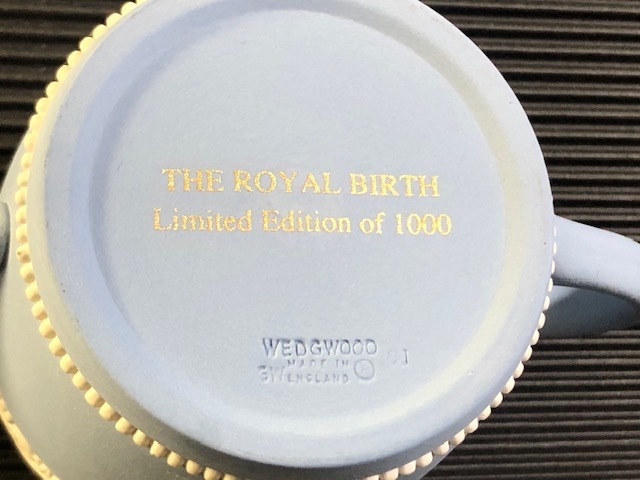 THE ROYAL BIRTH
Limited Edition of 1000
WEDGWOOD
MADE IN
ENGLAND